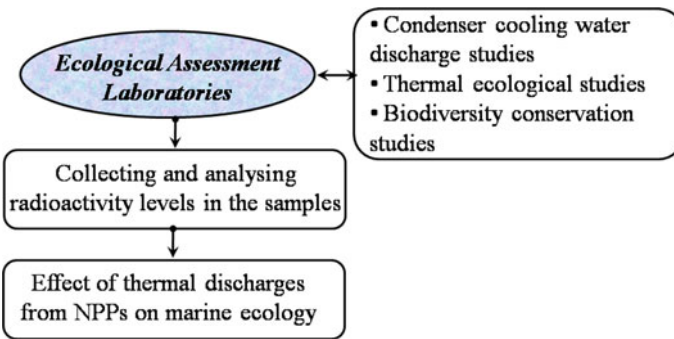 Ecological Assessment
Laboratories
▪ Condenser cooling water
discharge studies
▪ Thermal ecological studies
▪ Biodiversity conservation
studies
Collecting and analysing
radioactivity levels in the samples
Effect of thermal discharges
from NPPs on marine ecology